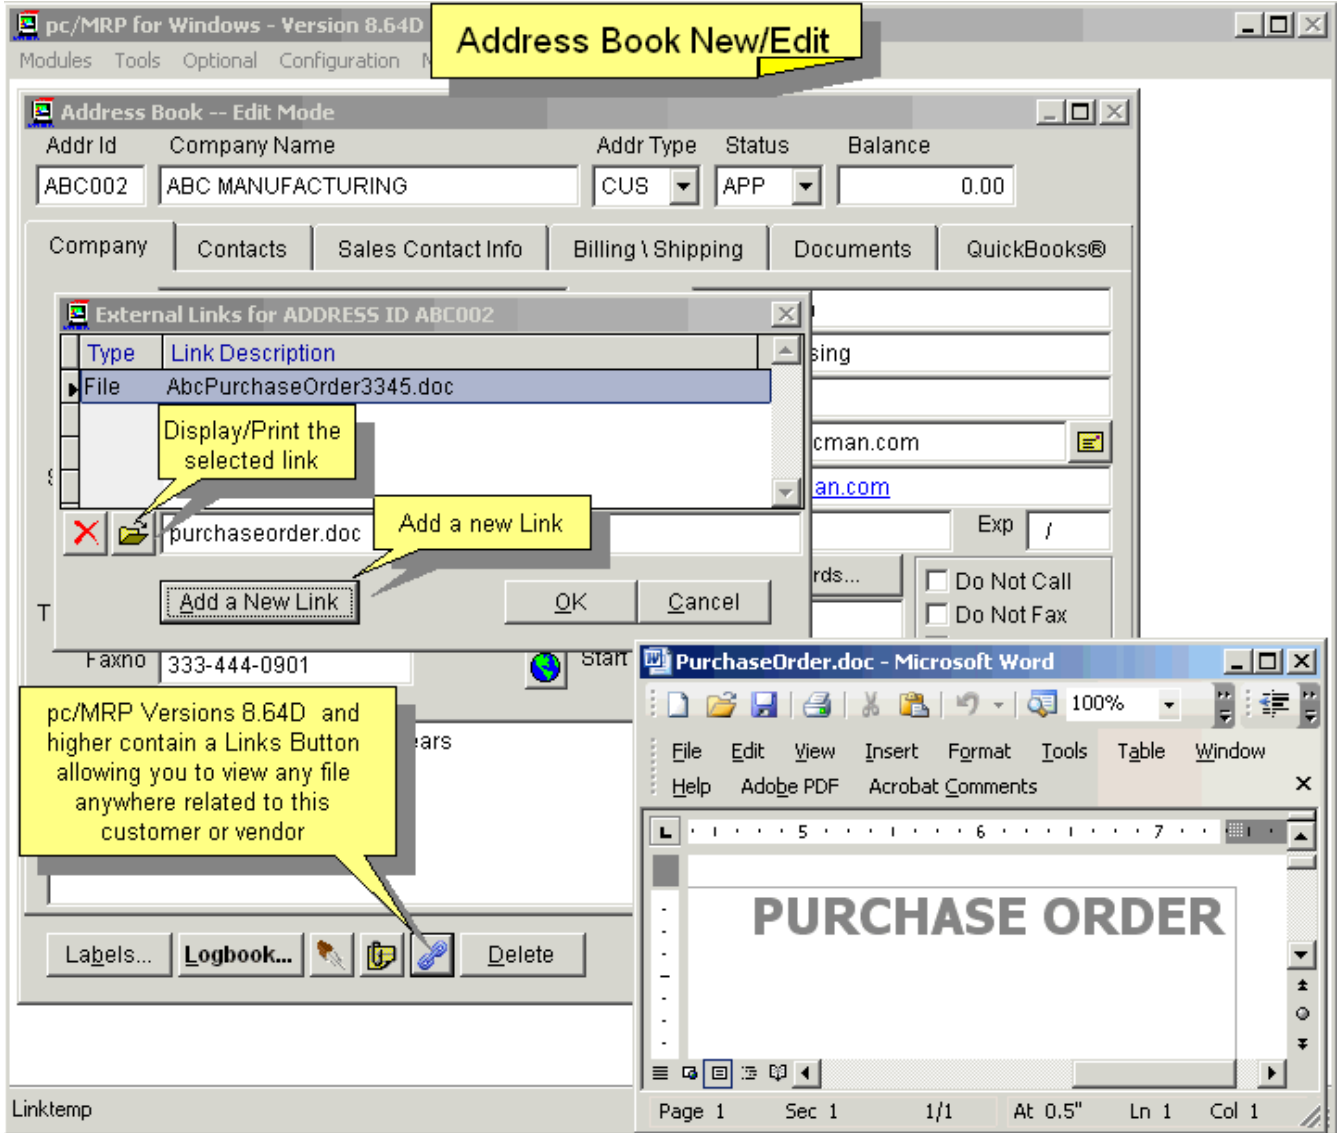 pc/MRP for Windows - Version 8.64D
Address Book New/Edit
Modules Tools Optional Configuration
Address Book -- Edit Mode
Addr Id Company Name Addr Type Status Balance
ABC002 ABC MANUFACTURING CUS APP 0.00
Company Contacts Sales Contact Info Billing \ Shipping Documents QuickBooks®
External Links for ADDRESS ID ABC002
Type Link Description
sing
File AbcPurchaseOrder3345.doc
Display/Print the
selected link
cman.com
an.com
Add a new Link
purchaseorder.doc
Exp /
rds...
Do Not Call
Add a New Link OK Cancel
Do Not Fax
Faxno 333-444-0901 Start
pc/MRP Versions 8.64D and
higher contain a Links Button
allowing you to view any file
anywhere related to this
customer or vendor
ears
Labels... Logbook... Delete
PurchaseOrder.doc - Microsoft Word
100%
File Edit View Insert Format Tools Table Window
Help Adobe PDF Acrobat Comments
5 6 7
PURCHASE ORDER
Page 1 Sec 1 1/1 At 0.5" Ln 1 Col 1
Linktemp